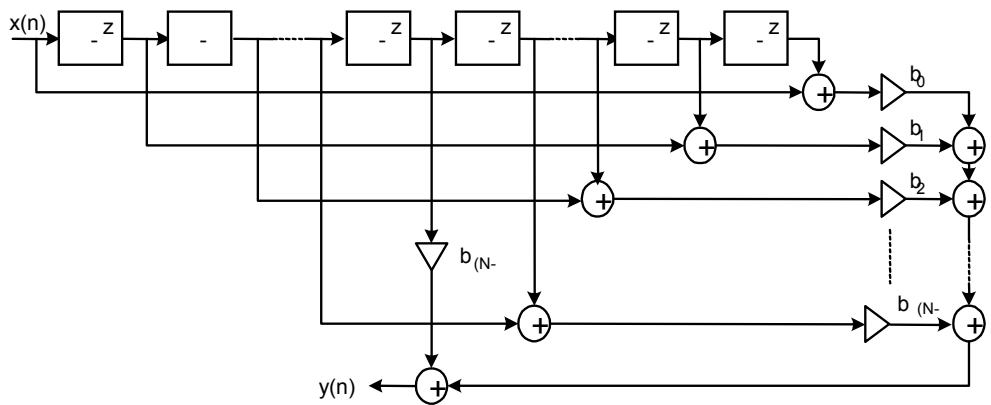 x(n)
- z
-
- z
- z
- z
- z
+
b0
+
b1
+
+
b2
+
b (N-
+
b (N-
+
y(n)
+